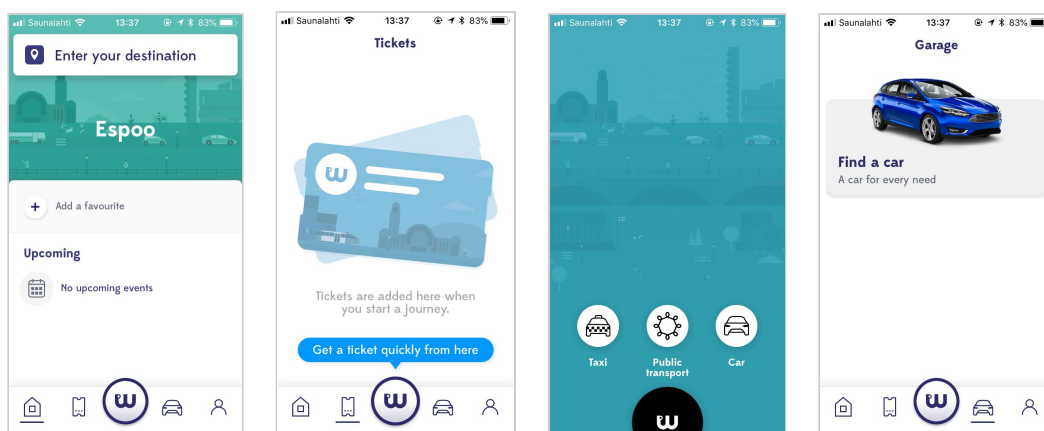 Saunalahti 13:37 83%
Enter your destination
Espoo
Add a favourite
Upcoming
No upcoming events
Saunalahti 13:37 83%
Tickets
Tickets are added here when
you start a journey.
Get a ticket quickly from here
Saunalahti 13:37 83%
Taxi
Public
transport
Car
Saunalahti 13:37 83%
Garage
Find a car
A car for every need